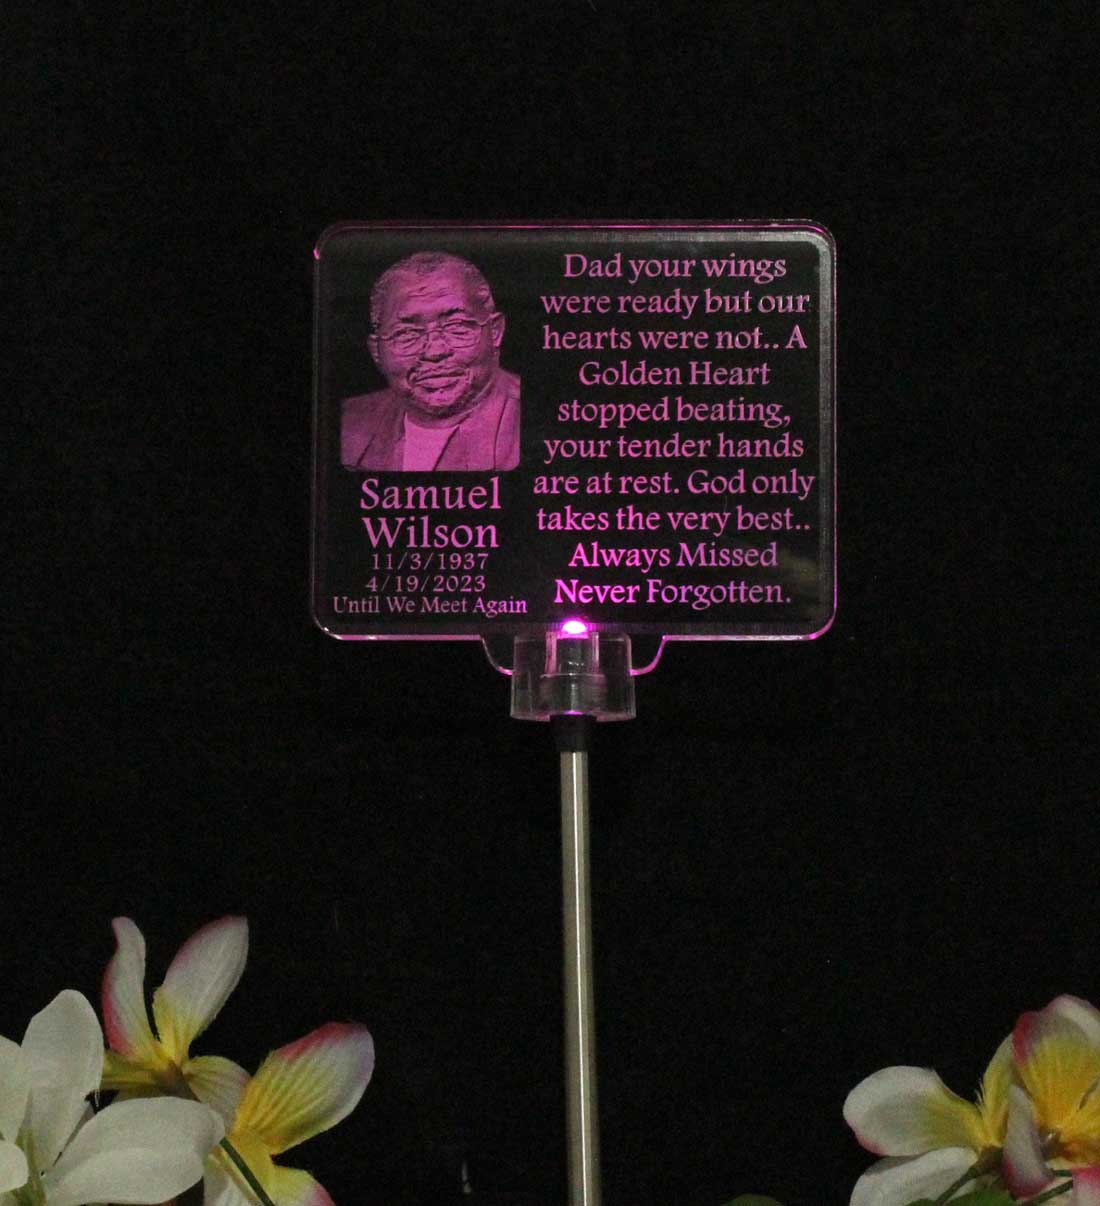 Samuel
Wilson
11/3/1937
4/19/2023
Until We Meet Again
Dad your wings
were ready but our
hearts were not.. A
Golden Heart
stopped beating,
your tender hands
are at rest. God only
takes the very best..
Always Missed
Never Forgotten.